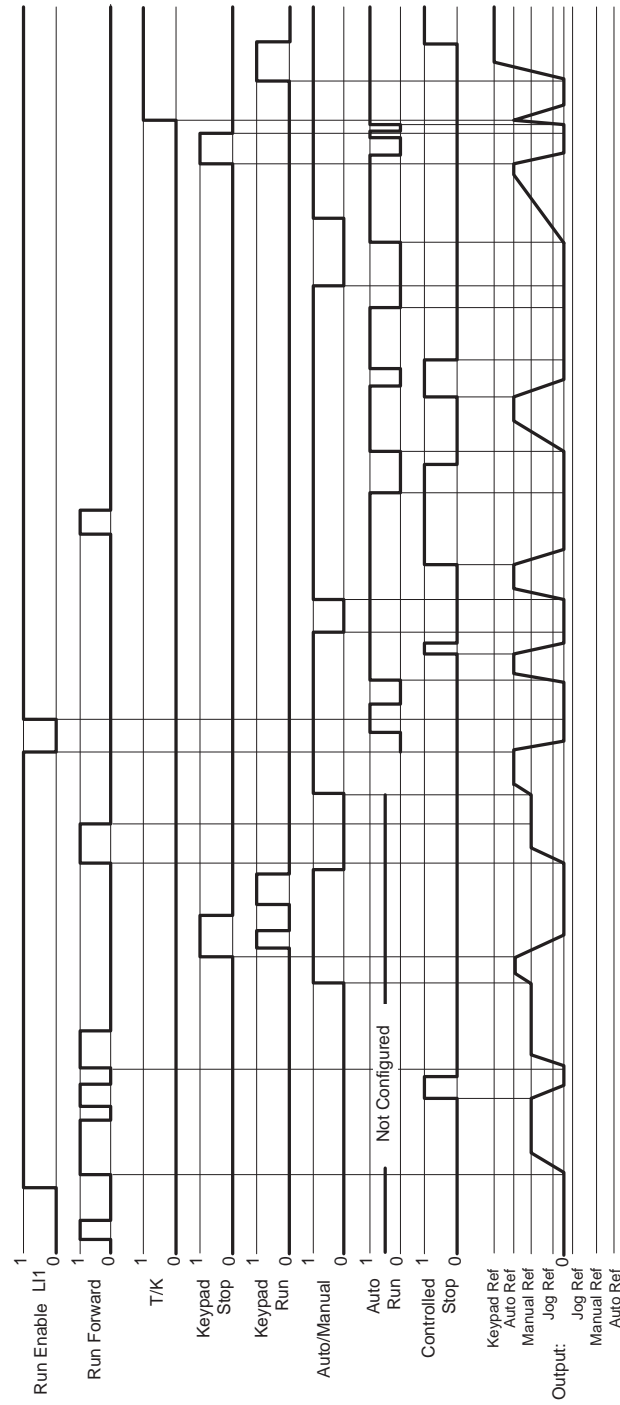 1
Run Enable LI1
0
1
Run Forward
0
1
T/K
0
1
Keypad
Stop
0
1
Keypad
Run
0
1
Auto/Manual
0
1
Auto
Run
0
Not Configured
1
Controlled
Stop
0
Keypad Ref
Auto Ref
Manual Ref
Jog Ref
Output:
0
Jog Ref
Manual Ref
Auto Ref